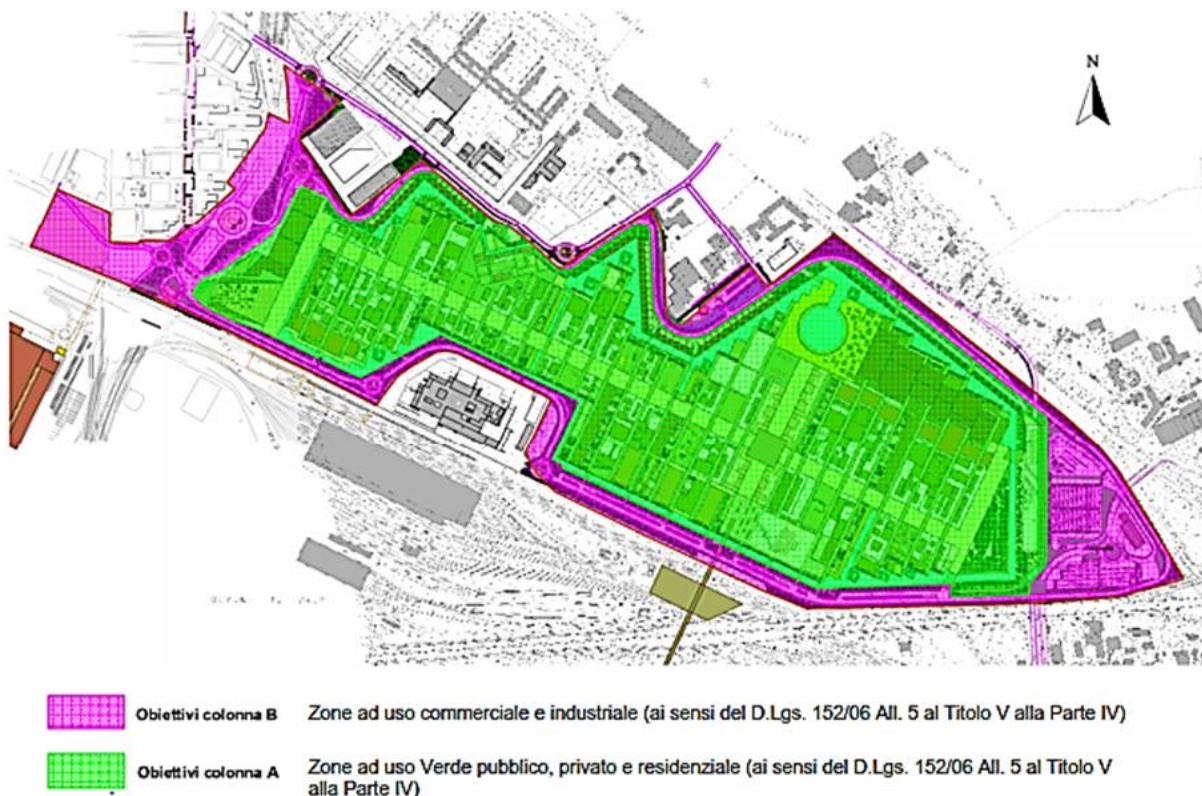 N
Obiettivi colonna B Zone ad uso commerciale e industriale (ai sensi del D.Lgs. 152/06 All. 5 al Titolo V alla Parte IV)
Obiettivi colonna A Zone ad uso Verde pubblico, privato e residenziale (ai sensi del D.Lgs. 152/06 All. 5 al Titolo V
alla Parte IV)